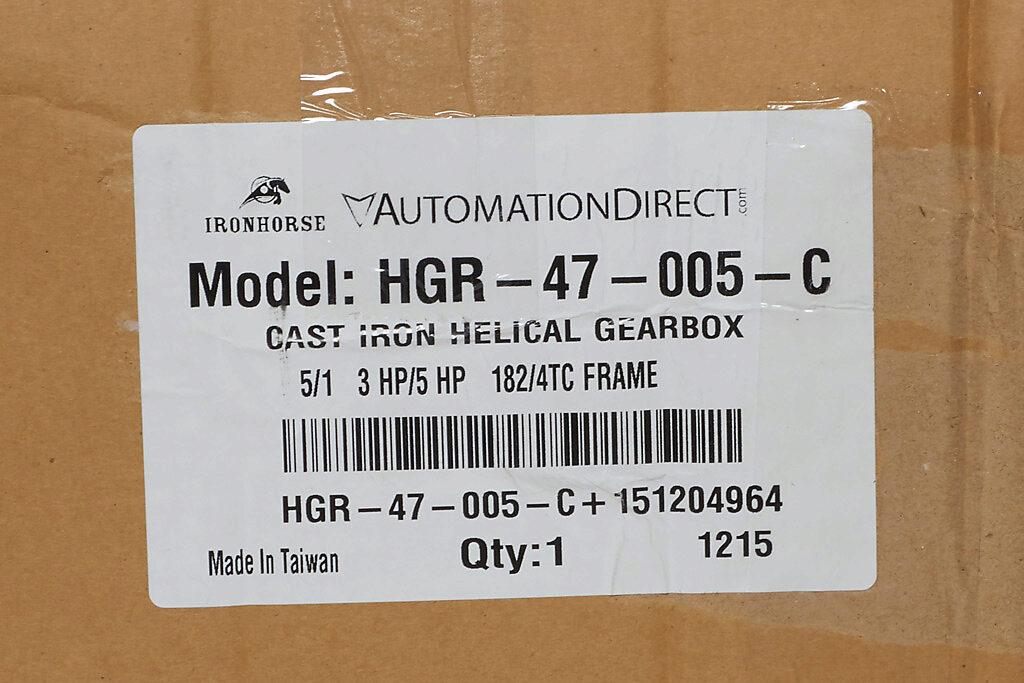 IRONHORSE
AUTOMATIONDIRECT.com
Model: HGR-47-005-C
CAST IRON HELICAL GEARBOX
5/1 3 HP/5 HP 182/4TC FRAME
HGR-47-005-C+151204964
Made In Taiwan Qty:1 1215